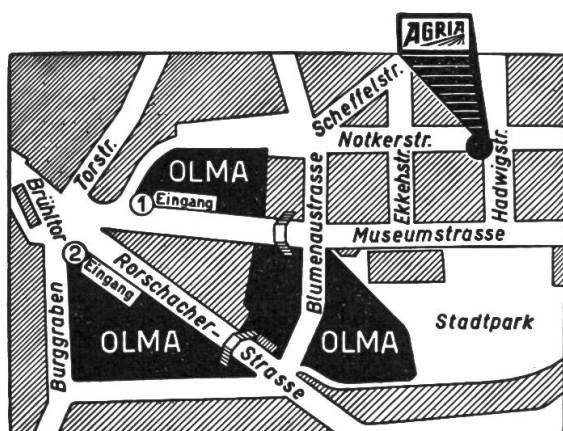 AGRIA
Scheffelstr.
Torstr.
Notkerstr.
OLMA
Ekkehstr.
Hadwigstr.
Brühltor
1 Eingang
Blumenaustrasse
Museumstrasse
2 Eingang
Rorschacher-
Strasse
Burggraben
Stadtpark
OLMA
OLMA